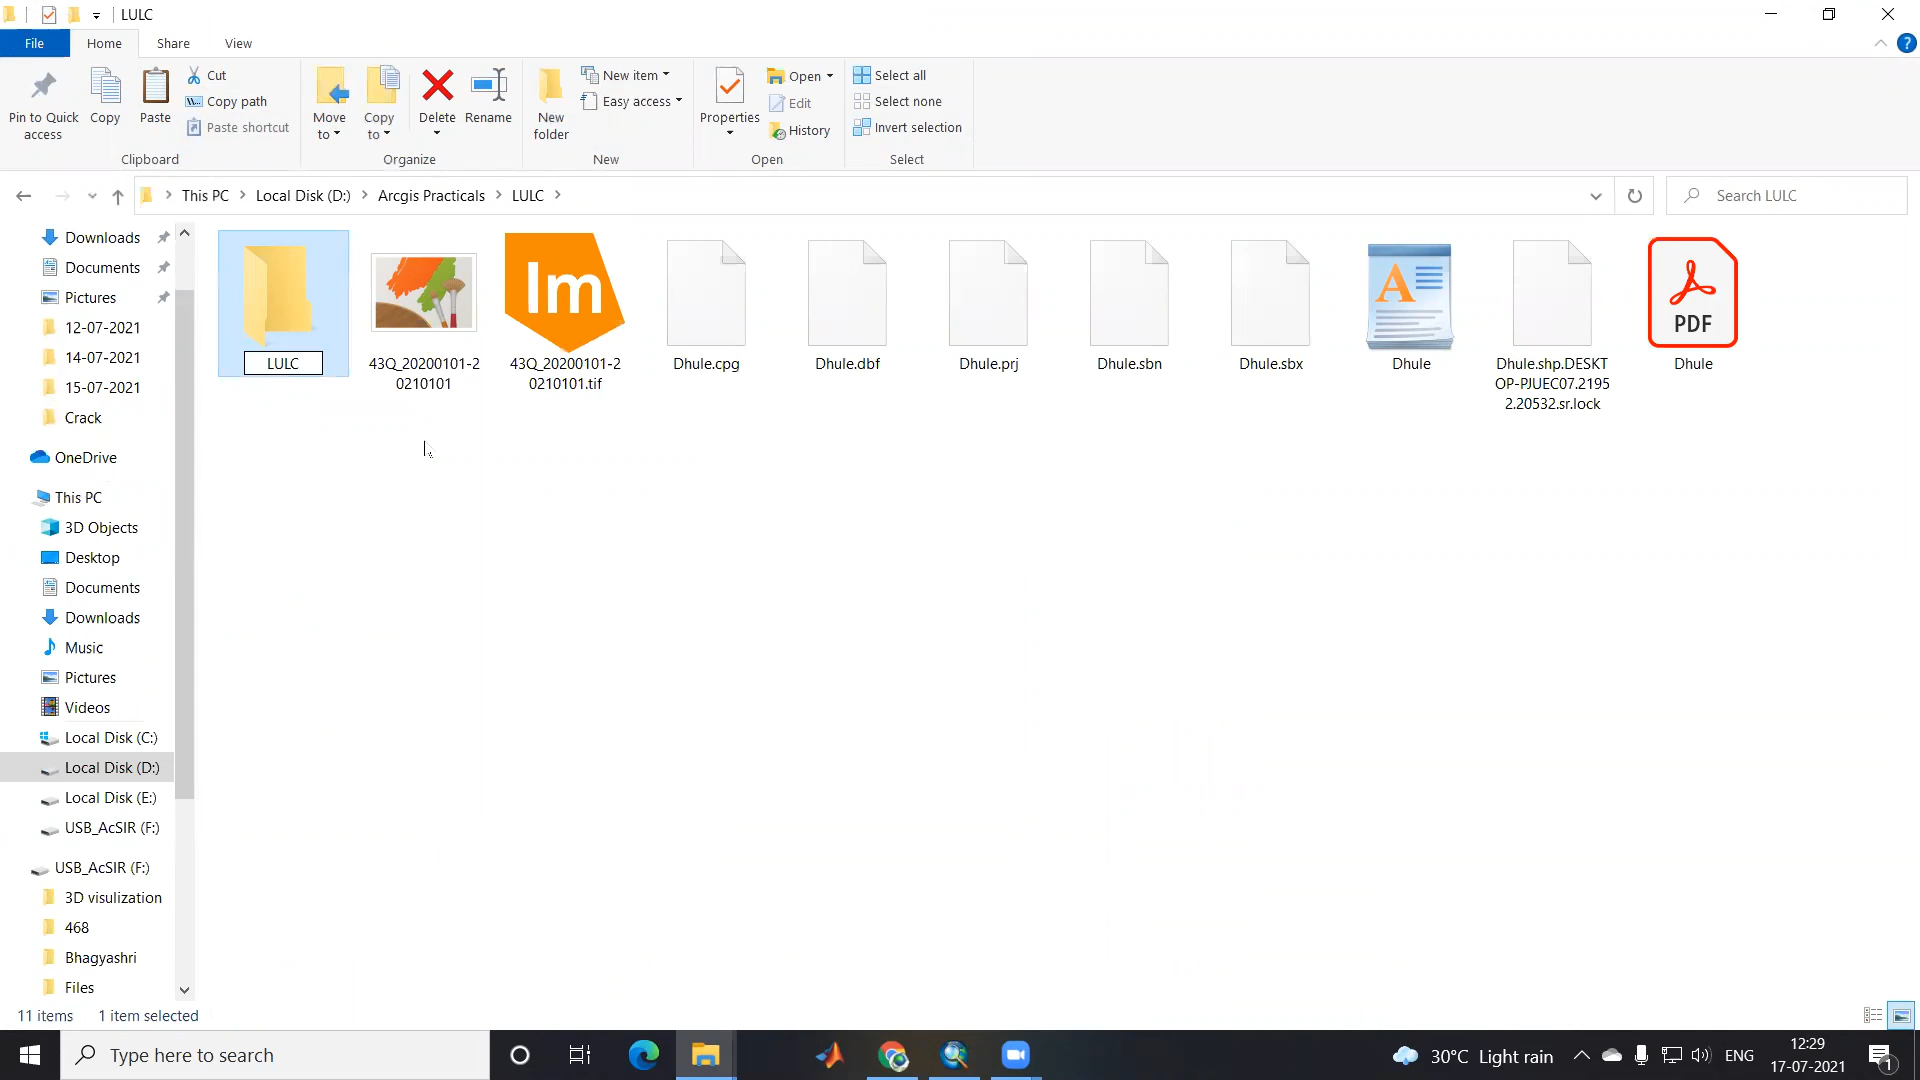 LULC
File
Home
Share
View
Pin to Quick
access
Copy
Paste
Cut
Copy path
Paste shortcut
Clipboard
Move
to
Copy
to
Delete
Rename
Organize
New
folder
New item
Easy access
New
Properties
Open
Edit
History
Open
Select all
Select none
Invert selection
Select
This PC
Local Disk (D:)
Arcgis Practicals
LULC
Search LULC
Downloads
Documents
Pictures
12-07-2021
14-07-2021
15-07-2021
Crack
OneDrive
This PC
3D Objects
Desktop
Documents
Downloads
Music
Pictures
Videos
Local Disk (C:)
Local Disk (D:)
Local Disk (E:)
USB_AcSIR (F:)
USB_AcSIR (F:)
3D visulization
468
Bhagyashri
Files
LULC
43Q_20200101-2
0210101
Im
43Q_20200101-2
0210101.tif
Dhule.cpg
Dhule.dbf
Dhule.prj
Dhule.sbn
Dhule.sbx
A
Dhule
Dhule.shp.DESKT
OP-PJUEC07.2195
2.20532.sr.lock
PDF
Dhule
11 items
1 item selected
Type here to search
30°C Light rain
ENG
12:29
17-07-2021
1